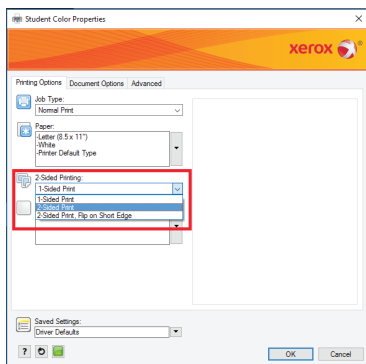 Student Color Properties
xerox
Printing Options Document Options Advanced
Job Type:
Normal Print
Paper:
-Letter (8.5 x 11")
-White
-Printer Default Type
2-Sided Printing:
1-Sided Print
1-Sided Print
2-Sided Print
2-Sided Print, Flip on Short Edge
Saved Settings:
Driver Defaults
?
OK Cancel